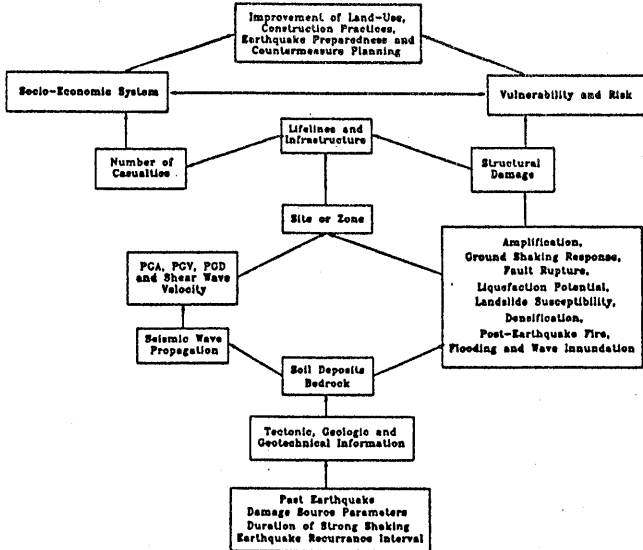 Improvement of Land-Use,
Construction Practices,
Earthquake Preparedness and
Countermeasure Planning
Socio-Economic System
Vulnerability and Risk
Lifelines and
Infrastructure
Number of
Casualties
Structural
Damage
Site or Zone
PGA, PGV, PGD
and Shear Wave
Velocity
Amplification,
Ground Shaking Response,
Fault Rupture,
Liquefaction Potential,
Landslide Susceptibility,
Densification,
Post-Earthquake Fire,
Flooding and Wave Innundation
Seismic Wave
Propagation
Soil Deposits
Bedrock
Tectonic, Geologic and
Geotechnical Information
Past Earthquake
Damage Source Parameters
Duration of Strong Shaking
Earthquake Recurrance Interval